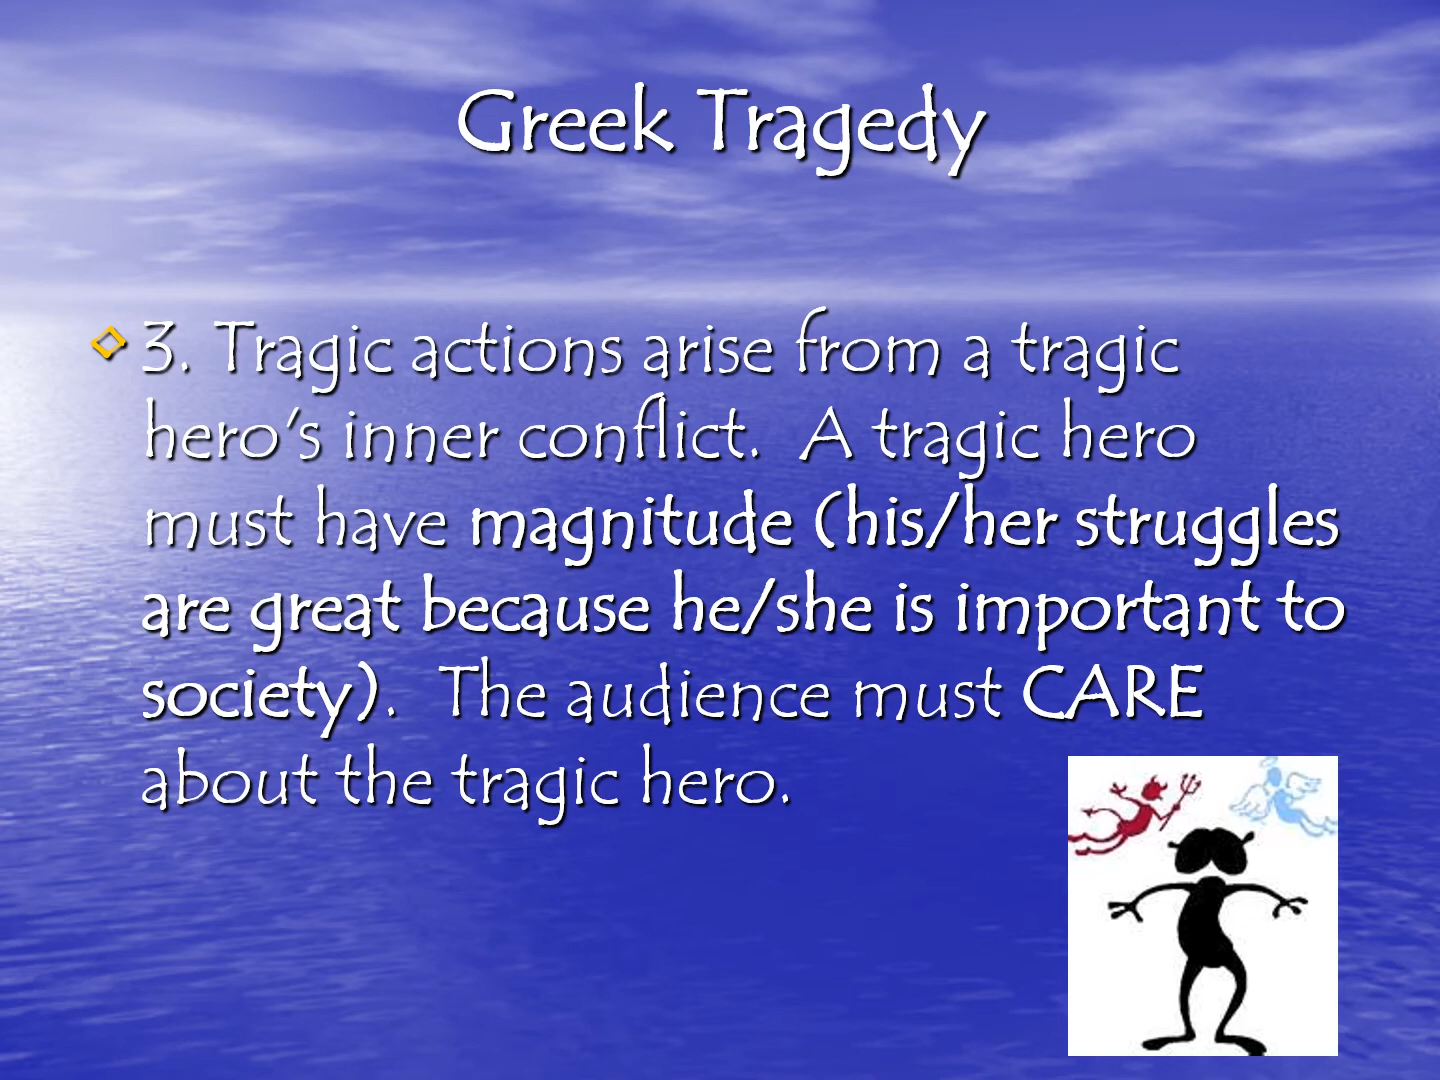 Greek Tragedy
3. Tragic actions arise from a tragic
hero's inner conflict.  A tragic hero
must have magnitude (his/her struggles
are great because he/she is important to
society).  The audience must CARE
about the tragic hero.